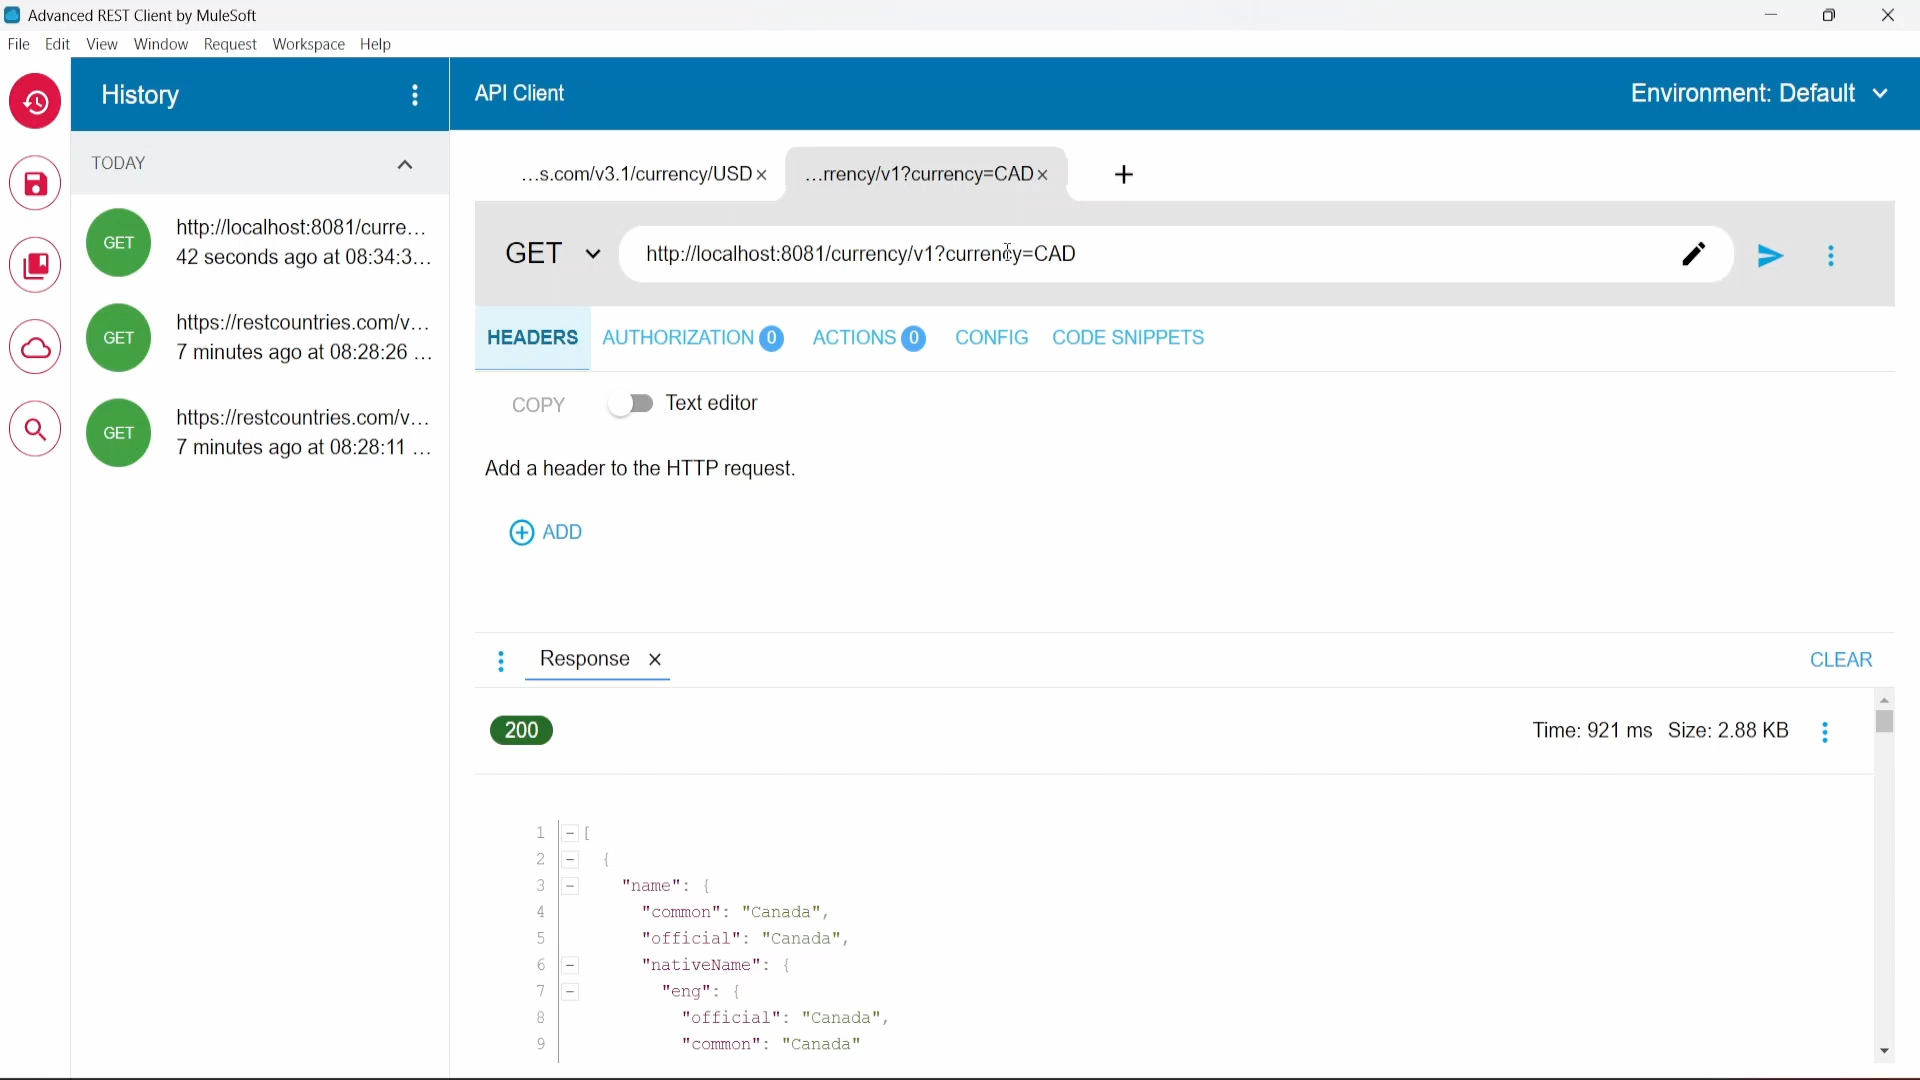 Advanced REST Client by MuleSoft
File Edit View Window Request Workspace Help
History
API Client
Environment: Default
TODAY
...s.com/v3.1/currency/USD ×
...rrency/v1?currency=CAD ×
+
GET
http://localhost:8081/curre...
42 seconds ago at 08:34:3...
GET
http://localhost:8081/currency/v1?currency=CAD
GET
https://restcountries.com/v...
7 minutes ago at 08:28:26 ...
HEADERS AUTHORIZATION 0 ACTIONS 0 CONFIG CODE SNIPPETS
GET
https://restcountries.com/v...
7 minutes ago at 08:28:11 ...
COPY Text editor
Add a header to the HTTP request.
ADD
Response ×
CLEAR
200
Time: 921 ms Size: 2.88 KB
1 [
2 {
3 "name": {
4 "common": "Canada",
5 "official": "Canada",
6 "nativeName": {
7 "eng": {
8 "official": "Canada",
9 "common": "Canada"